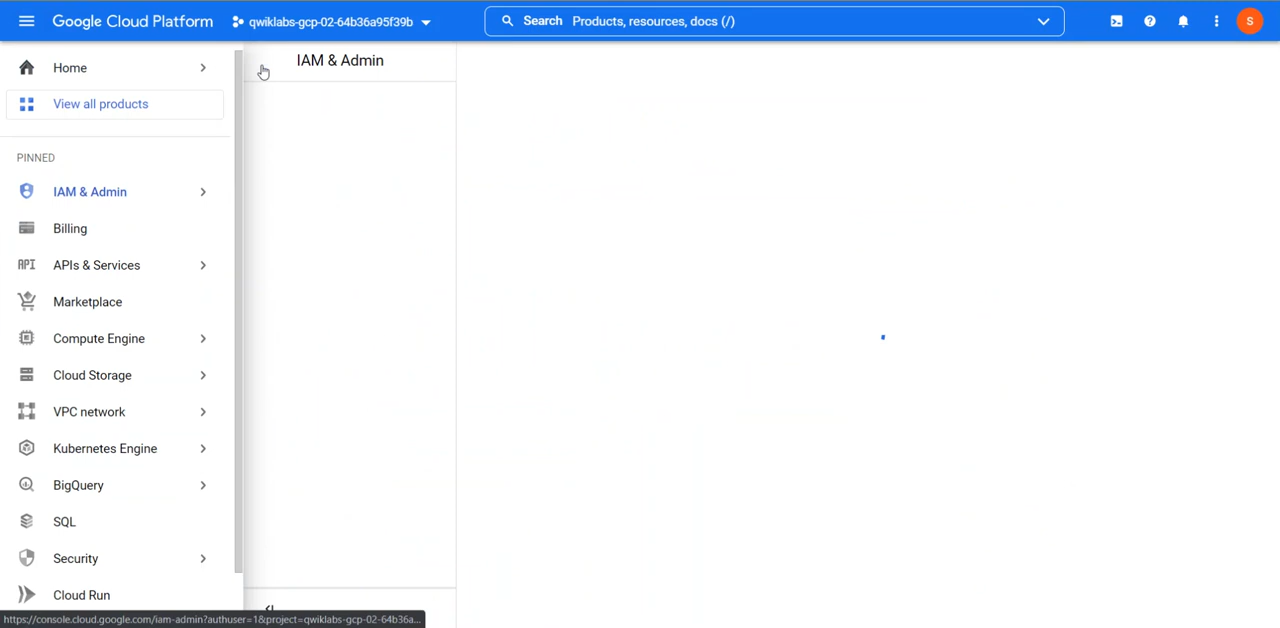 Google Cloud Platform
qwiklabs-gcp-02-64b36a95f39b
Search Products, resources, docs (/)
S
Home
IAM & Admin
View all products
PINNED
IAM & Admin
Billing
API APIs & Services
Marketplace
Compute Engine
Cloud Storage
VPC network
Kubernetes Engine
BigQuery
SQL
Security
Cloud Run
https://console.cloud.google.com/iam-admin?authuser=1&project=qwiklabs-gcp-02-64b36a...